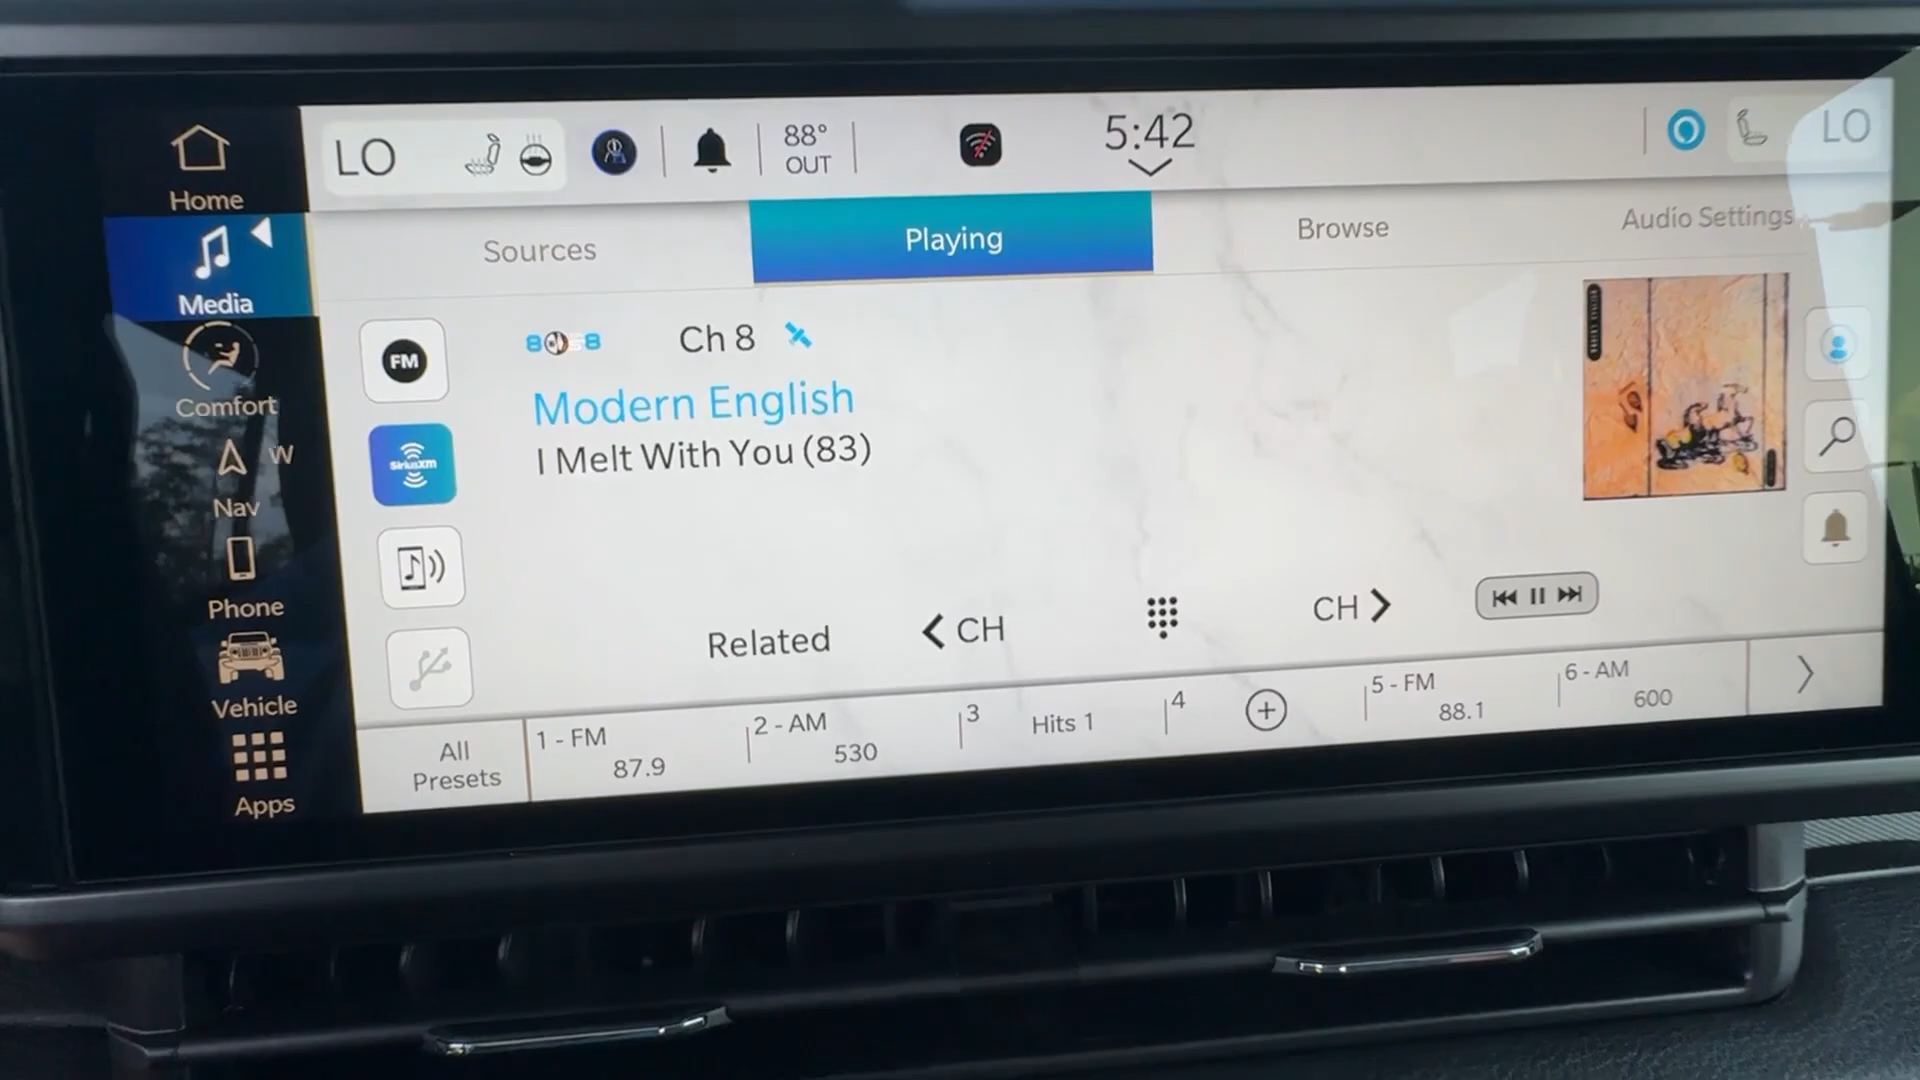 Home
Media
Comfort
W
Nav
Phone
Vehicle
Apps
LO
88°
OUT
5:42
LO
Sources
Playing
Browse
Audio Settings
FM
SiriusXM
Ch 8
Modern English
I Melt With You (83)
Related
CH
CH
All
Presets
1 - FM
87.9
2 - AM
530
3
Hits 1
4
5 - FM
88.1
6 - AM
600